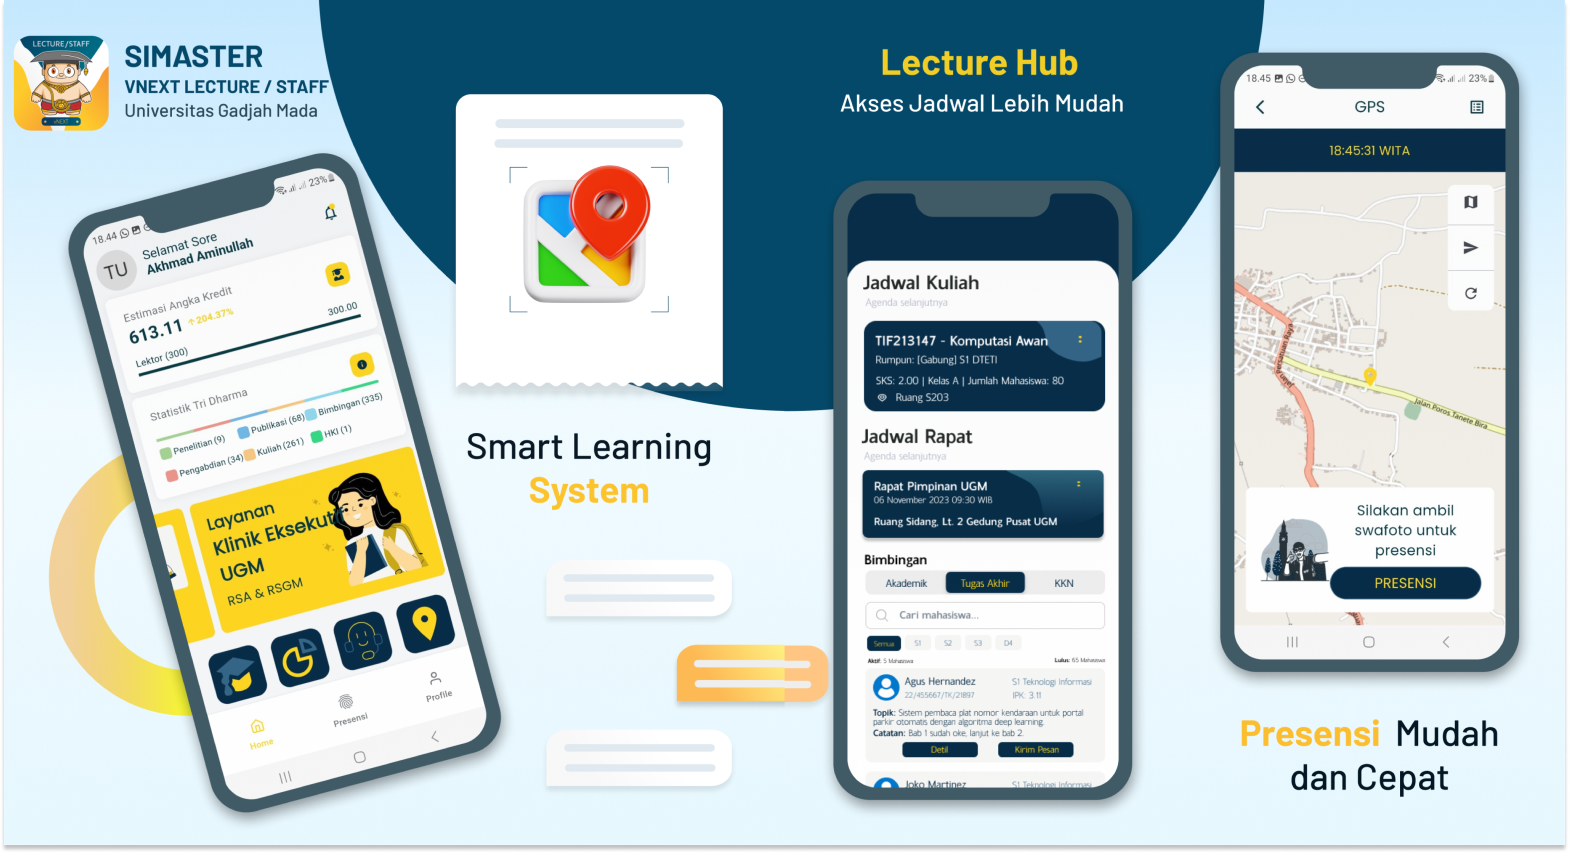 LECTURE/STAFF
VNEXT
SIMASTER
VNEXT LECTURE / STAFF
Universitas Gadjah Mada
18.44
23%
TU
Selamat Sore
Akhmad Aminullah
Estimasi Angka Kredit
613.11 ↑204.37%
300.00
Lektor (300)
Statistik Tri Dharma
Penelitian (9) Publikasi (68) Bimbingan (335)
Pengabdian (34) Kuliah (261) HKI (1)
Layanan
Klinik Eksekutif
UGM
RSA & RSGM
Home
Presensi
Profile
Smart Learning
System
Lecture Hub
Akses Jadwal Lebih Mudah
Jadwal Kuliah
Agenda selanjutnya
TIF213147 - Komputasi Awan
Rumpun: [Gabung] S1 DTETI
SKS: 2.00 | Kelas A | Jumlah Mahasiswa: 80
Ruang S203
Jadwal Rapat
Agenda selanjutnya
Rapat Pimpinan UGM
06 November 2023 09:30 WIB
Ruang Sidang, Lt. 2 Gedung Pusat UGM
Bimbingan
Akademik Tugas Akhir KKN
Cari mahasiswa...
Semua S1 S2 S3 D4
Aktif: 5 Mahasiswa Lulus: 65 Mahasiswa
Agus Hernandez S1 Teknologi Informasi
22/455667/TK/21897 IPK: 3.11
Topik: Sistem pembaca plat nomor kendaraan untuk portal
parkir otomatis dengan algoritma deep learning.
Catatan: Bab 1 sudah oke, lanjut ke bab 2.
Detil Kirim Pesan
Joko Martinez S1 Teknologi Informasi
18.45
23%
GPS
18:45:31 WITA
Jalan Poros Tanete Bira
Silakan ambil
swafoto untuk
presensi
PRESENSI
Presensi Mudah
dan Cepat